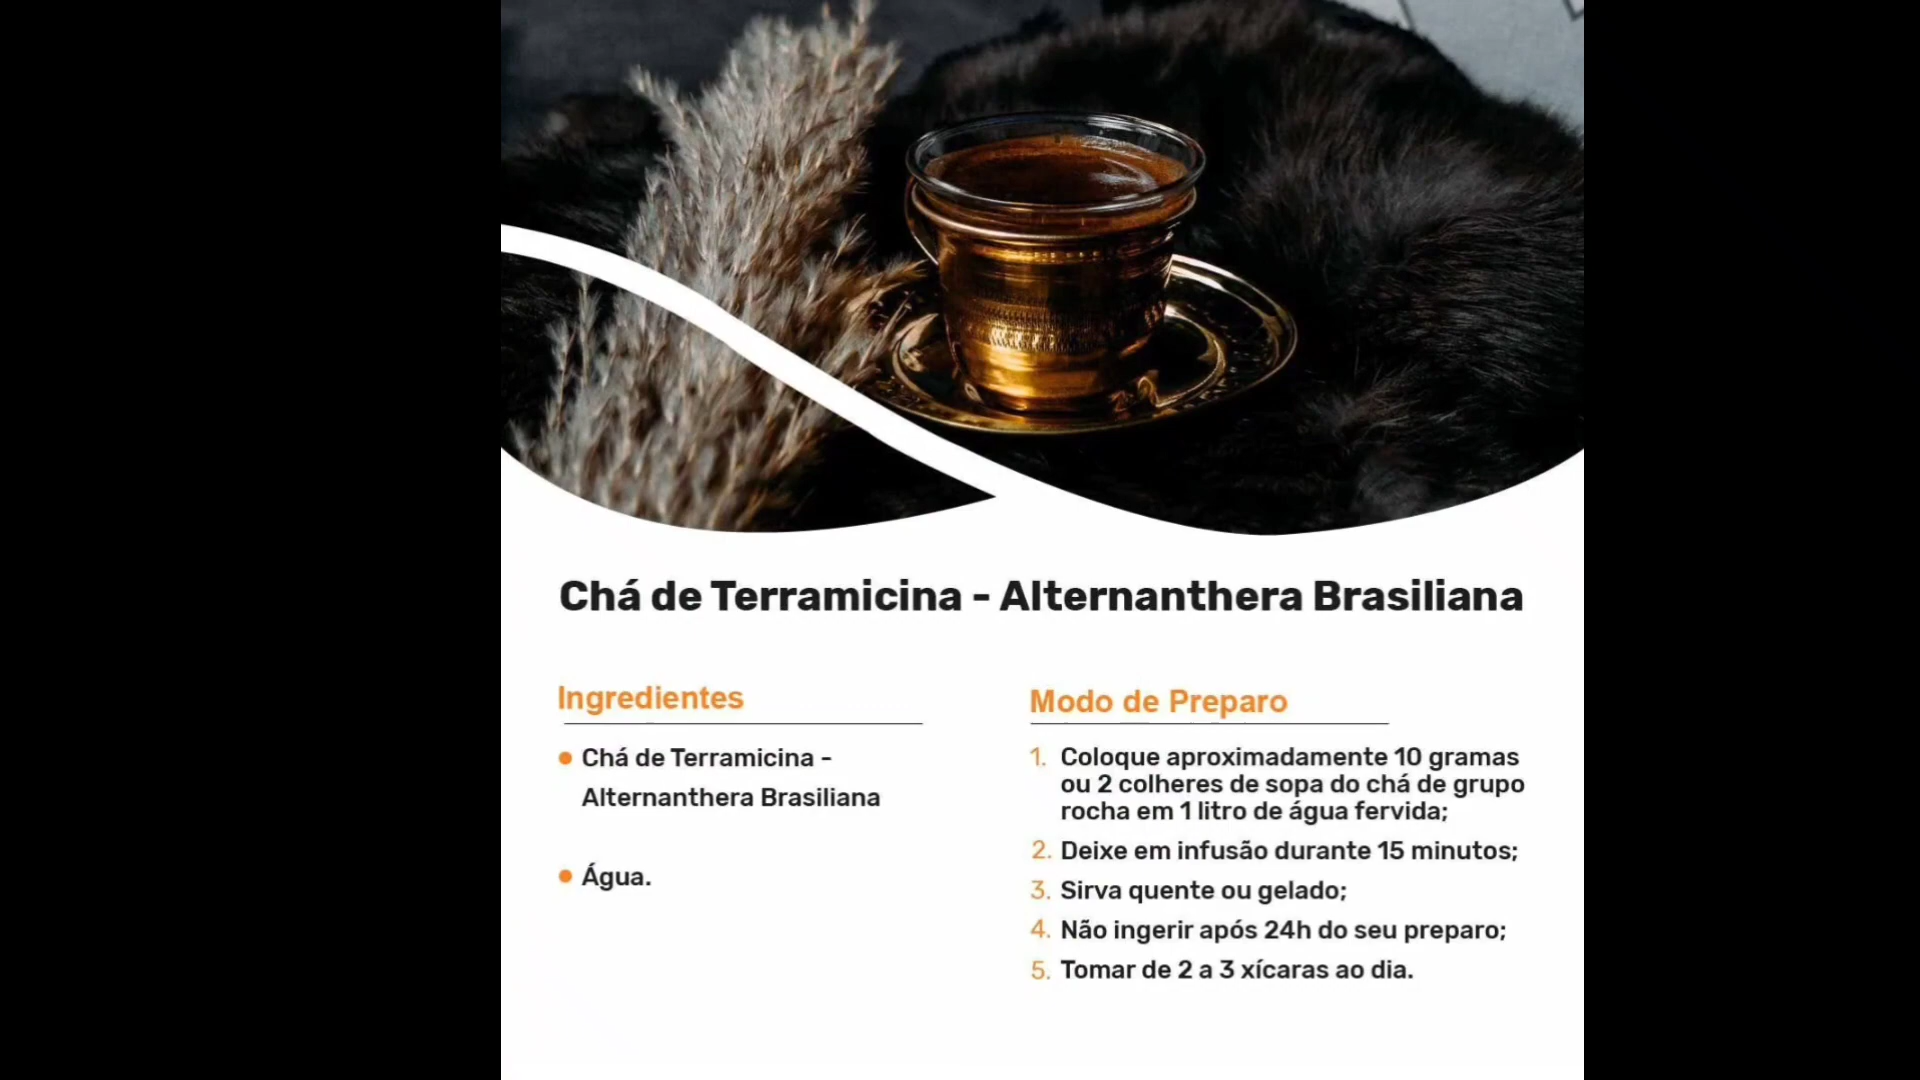 Chá de Terramicina - Alternanthera Brasiliana
Ingredientes
Chá de Terramicina -
Alternanthera Brasiliana
Água.
Modo de Preparo
1. Coloque aproximadamente 10 gramas
ou 2 colheres de sopa do chá de grupo
rocha em 1 litro de água fervida;
2. Deixe em infusão durante 15 minutos;
3. Sirva quente ou gelado;
4. Não ingerir após 24h do seu preparo;
5. Tomar de 2 a 3 xícaras ao dia.